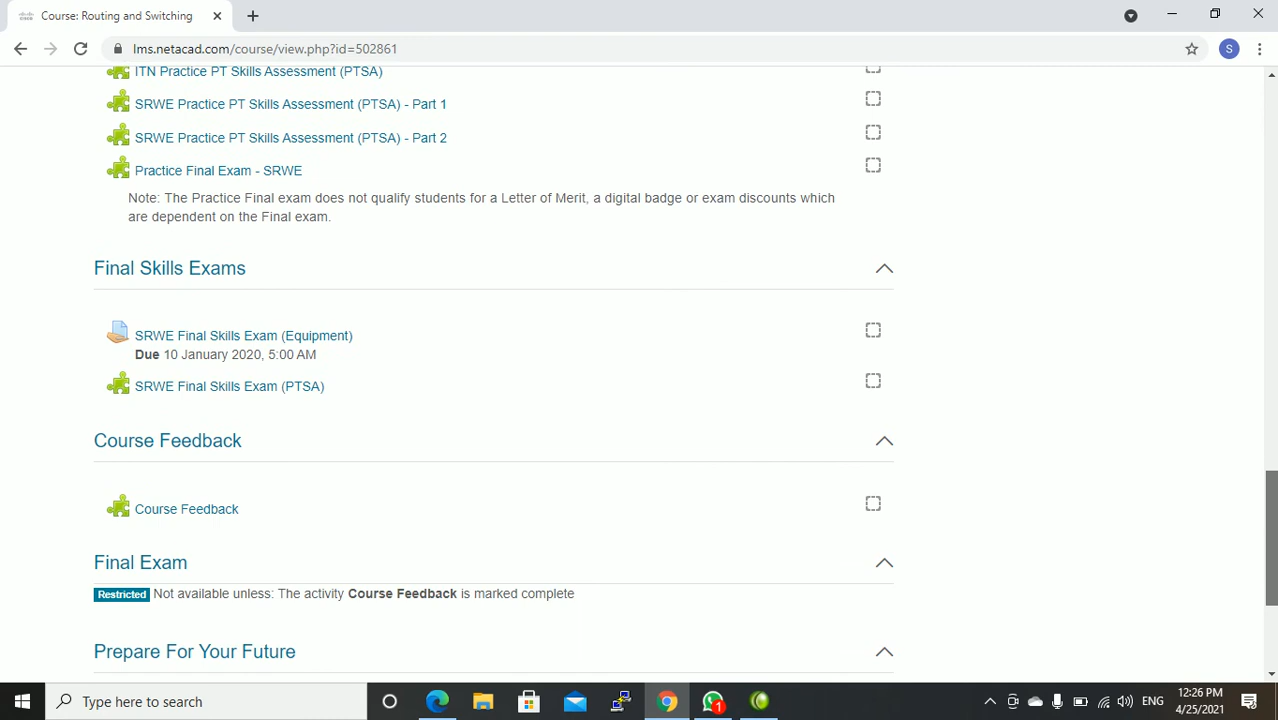 Course: Routing and Switching
lms.netacad.com/course/view.php?id=502861
S
ITN Practice PT Skills Assessment (PTSA)
SRWE Practice PT Skills Assessment (PTSA) - Part 1
SRWE Practice PT Skills Assessment (PTSA) - Part 2
Practice Final Exam - SRWE
Note: The Practice Final exam does not qualify students for a Letter of Merit, a digital badge or exam discounts which
are dependent on the Final exam.
Final Skills Exams
SRWE Final Skills Exam (Equipment)
Due 10 January 2020, 5:00 AM
SRWE Final Skills Exam (PTSA)
Course Feedback
Course Feedback
Final Exam
Restricted Not available unless: The activity Course Feedback is marked complete
Prepare For Your Future
Type here to search
1
ENG
12:26 PM
4/25/2021